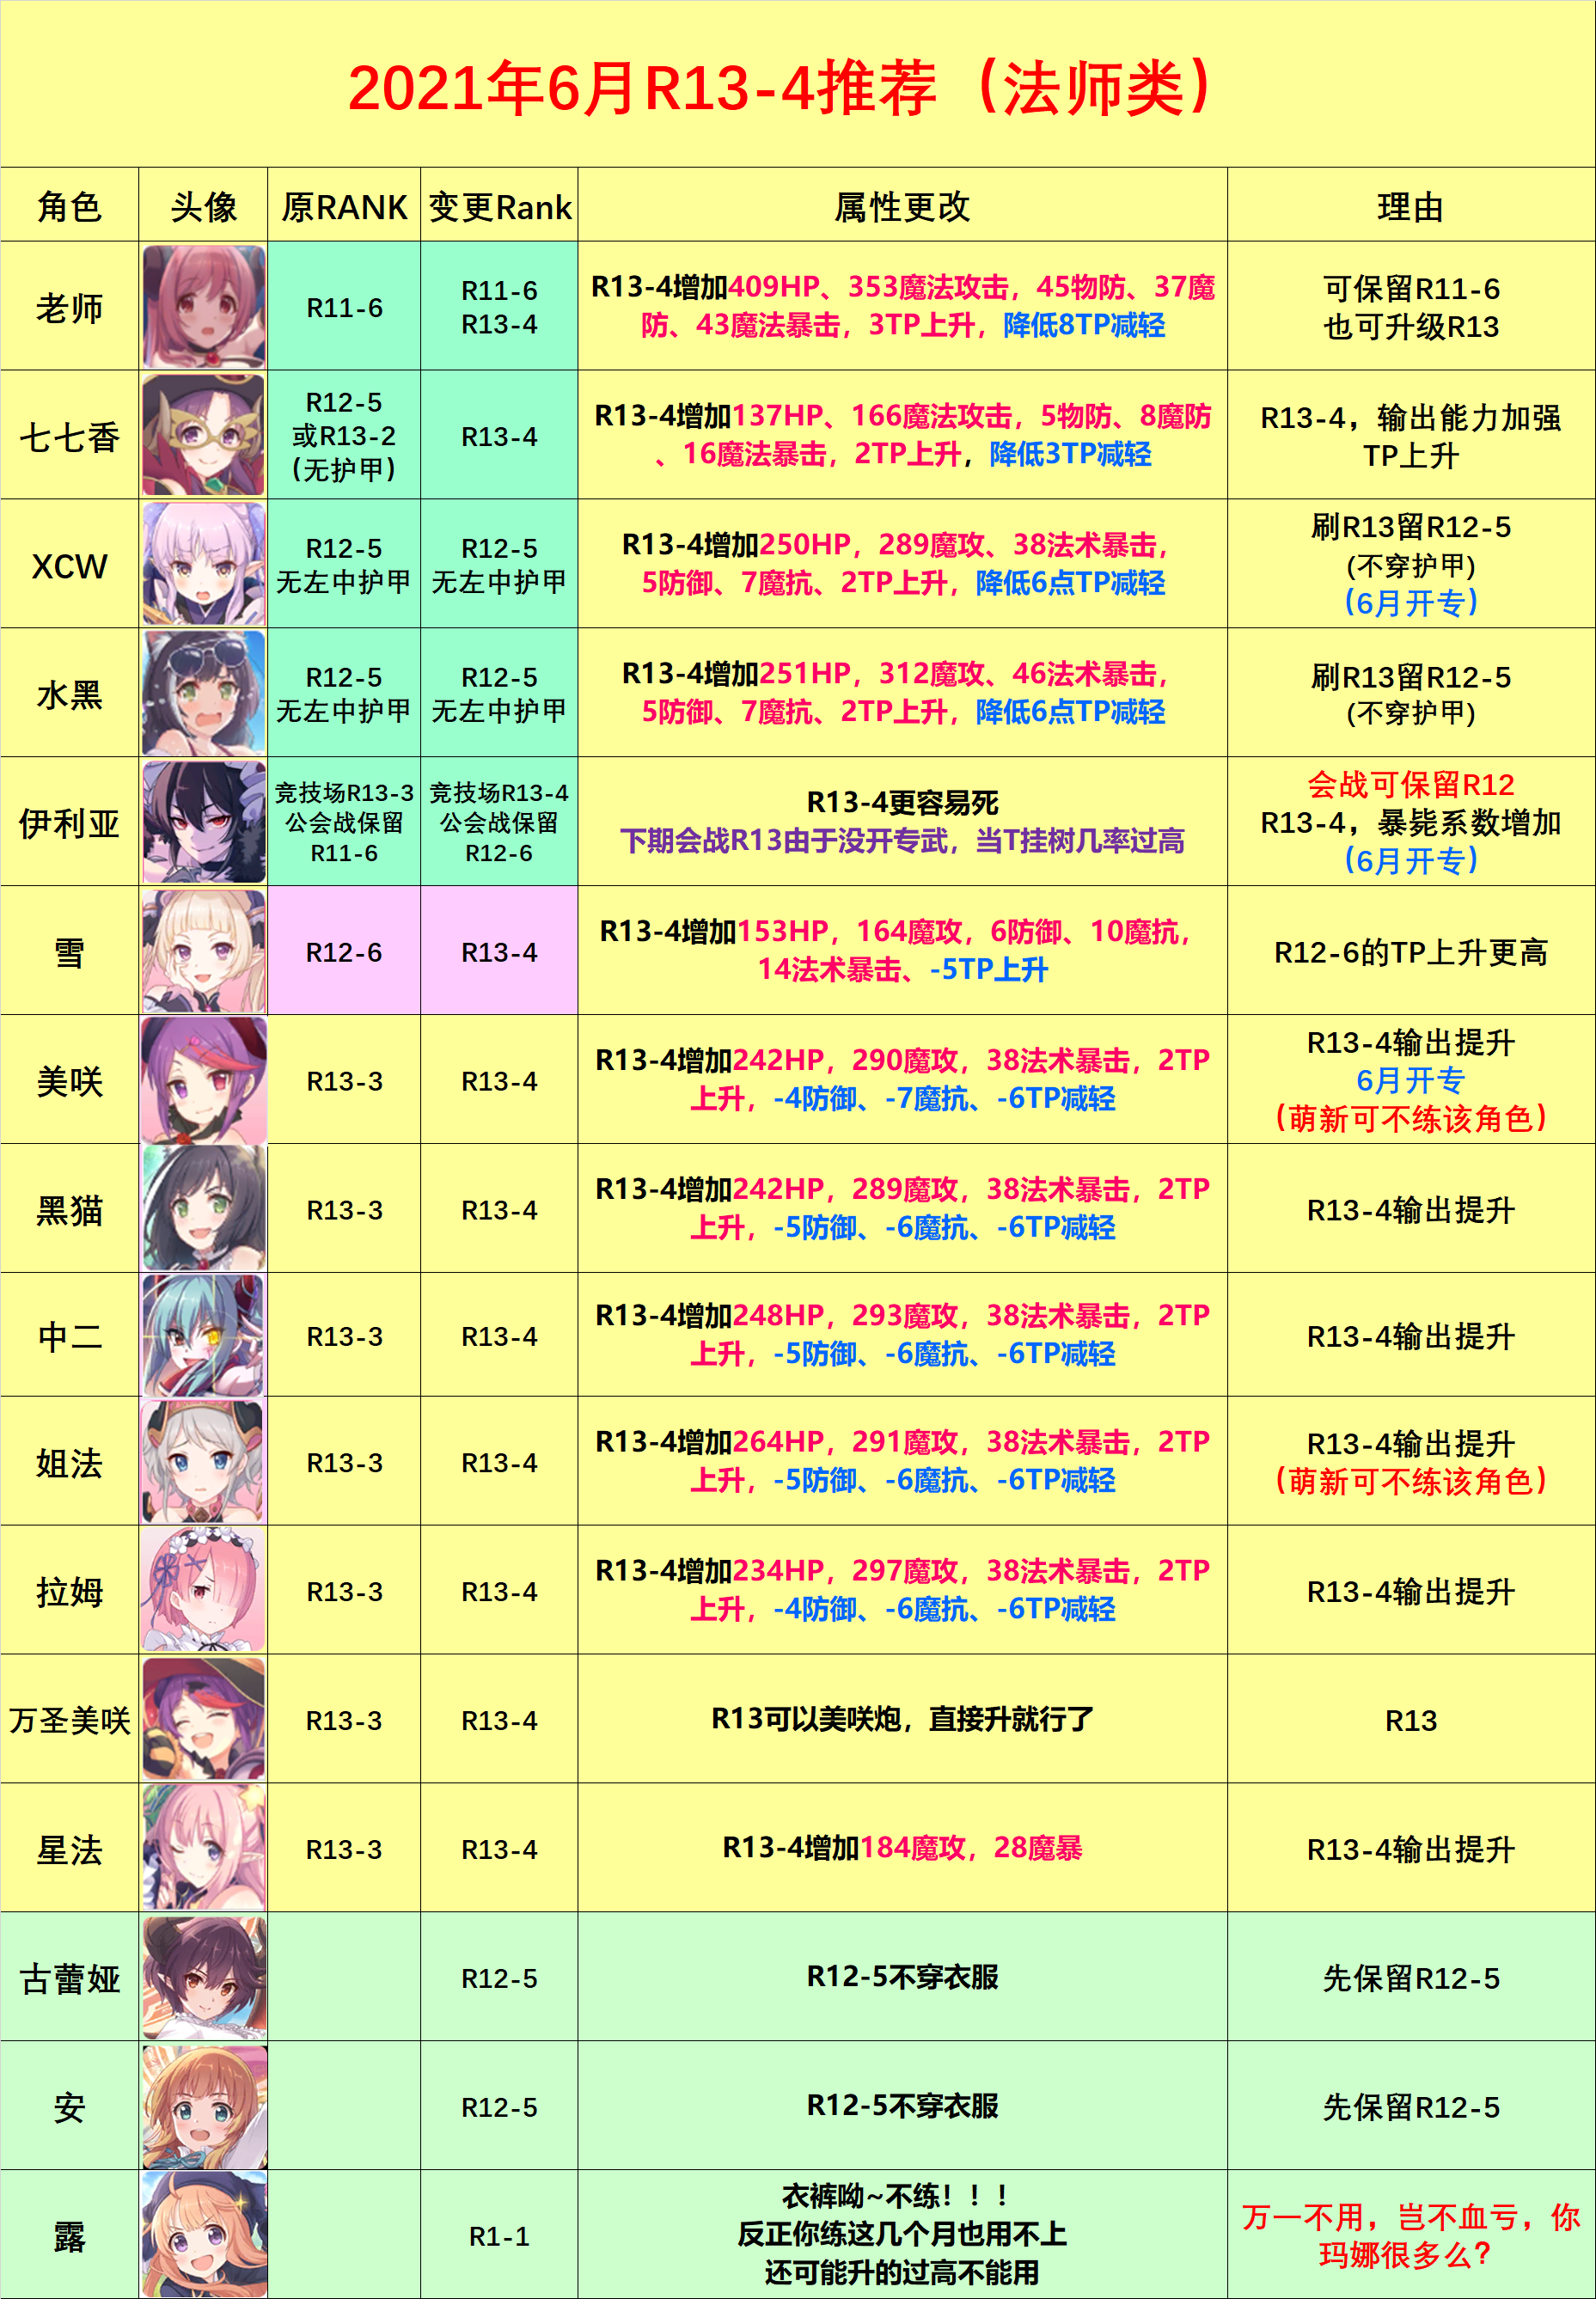 2021年6月R13-4推荐（法师类）
角色 头像 原RANK 变更Rank 属性更改 理由
老师
R11-6
R11-6
R13-4
R13-4增加409HP、353魔法攻击，45物防、37魔
防、43魔法暴击，3TP上升，降低8TP减轻
可保留R11-6
也可升级R13
七七香
R12-5
或R13-2
(无护甲)
R13-4
R13-4增加137HP、166魔法攻击，5物防、8魔防
、16魔法暴击，2TP上升，降低3TP减轻
R13-4，输出能力加强
TP上升
XCW
R12-5
无左中护甲
R12-5
无左中护甲
R13-4增加250HP，289魔攻、38法术暴击，
5防御、7魔抗、2TP上升，降低6点TP减轻
刷R13留R12-5
(不穿护甲)
（6月开专）
水黑
R12-5
无左中护甲
R12-5
无左中护甲
R13-4增加251HP，312魔攻、46法术暴击，
5防御、7魔抗、2TP上升，降低6点TP减轻
刷R13留R12-5
(不穿护甲)
伊利亚
竞技场R13-3
公会战保留
R11-6
竞技场R13-4
公会战保留
R12-6
R13-4更容易死
下期会战R13由于没开专武，当T挂树几率过高
会战可保留R12
R13-4，暴毙系数增加
（6月开专）
雪
R12-6
R13-4
R13-4增加153HP，164魔攻，6防御、10魔抗，
14法术暴击、-5TP上升
R12-6的TP上升更高
美咲
R13-3
R13-4
R13-4增加242HP，290魔攻，38法术暴击，2TP
上升，-4防御、-7魔抗、-6TP减轻
R13-4输出提升
6月开专
（萌新可不练该角色）
黑猫
R13-3
R13-4
R13-4增加242HP，289魔攻，38法术暴击，2TP
上升，-5防御、-6魔抗、-6TP减轻
R13-4输出提升
中二
R13-3
R13-4
R13-4增加248HP，293魔攻，38法术暴击，2TP
上升，-5防御、-6魔抗、-6TP减轻
R13-4输出提升
姐法
R13-3
R13-4
R13-4增加264HP，291魔攻，38法术暴击，2TP
上升，-5防御、-6魔抗、-6TP减轻
R13-4输出提升
（萌新可不练该角色）
拉姆
R13-3
R13-4
R13-4增加234HP，297魔攻，38法术暴击，2TP
上升，-4防御、-6魔抗、-6TP减轻
R13-4输出提升
万圣美咲
R13-3
R13-4
R13可以美咲炮，直接升就行了
R13
星法
R13-3
R13-4
R13-4增加184魔攻，28魔暴
R13-4输出提升
古蕾娅
R12-5
R12-5不穿衣服
先保留R12-5
安
R12-5
R12-5不穿衣服
先保留R12-5
露
R1-1
衣裤呦~不练！！！
反正你练这几个月也用不上
还可能升的过高不能用
万一不用，岂不血亏，你
玛娜很多么？